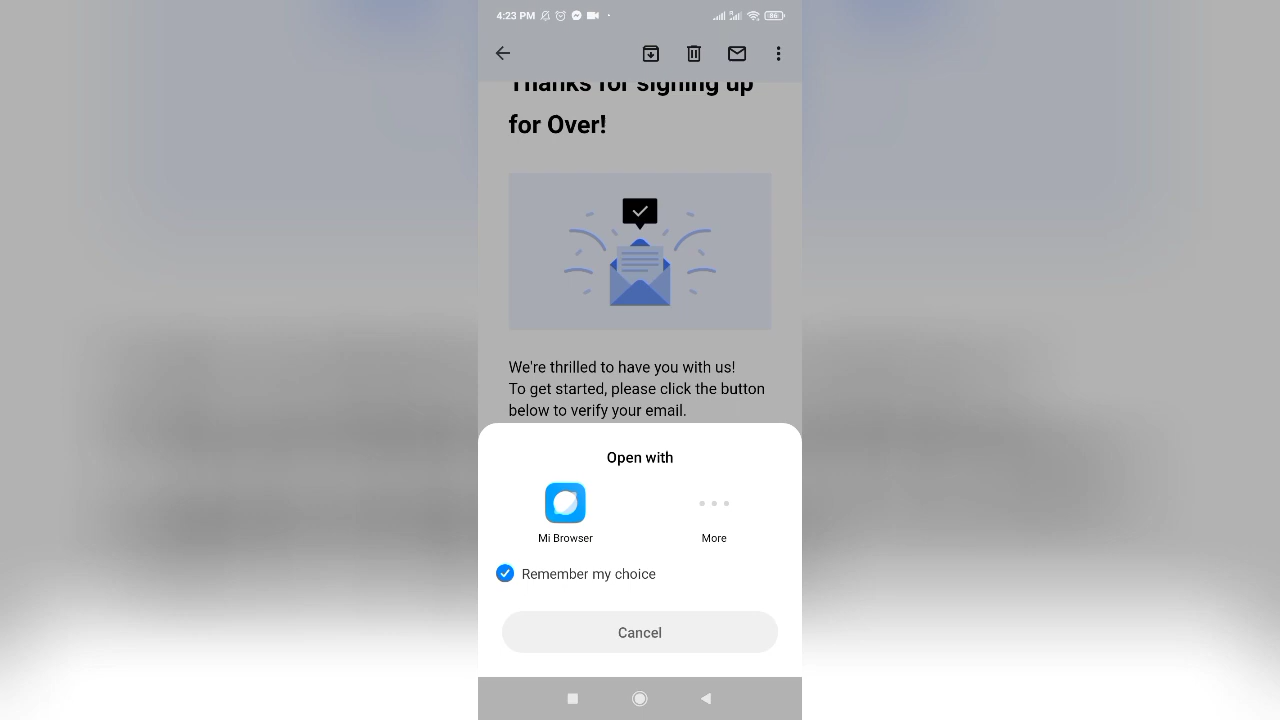 4:23 PM
86
Thanks for signing up
for Over!
We're thrilled to have you with us!
To get started, please click the button
below to verify your email.
Open with
Mi Browser
More
Remember my choice
Cancel